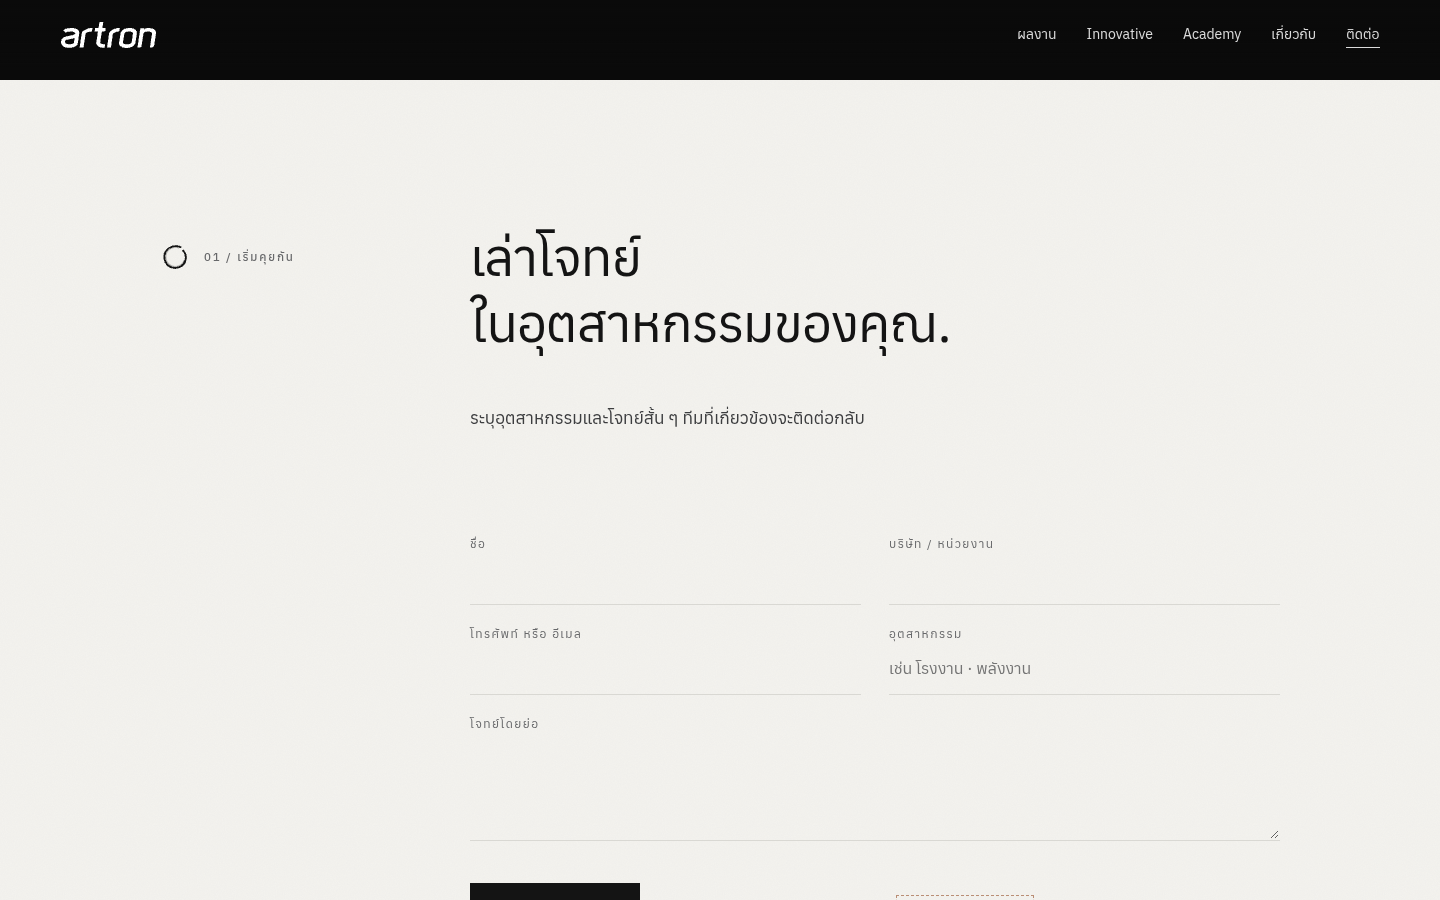 artron
ผลงาน
Innovative
Academy
เกี่ยวกับ
ติดต่อ
01 / เริ่มคุยกัน
เล่าโจทย์
ในอุตสาหกรรมของคุณ.
ระบุอุตสาหกรรมและโจทย์สั้น ๆ ทีมที่เกี่ยวข้องจะติดต่อกลับ
ชื่อ
บริษัท / หน่วยงาน
โทรศัพท์ หรือ อีเมล
อุตสาหกรรม
เช่น โรงงาน · พลังงาน
โจทย์โดยย่อ